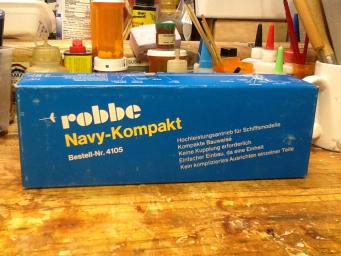 robbe
Navy-Kompakt
Bestell-Nr. 4105
Hochleistungsantrieb für Schiffsmodelle
Kompakte Bauweise
Keine Kupplung erforderlich
Einfacher Einbau, da eine Einheit
Kein kompliziertes Ausrichten einzelner Teile